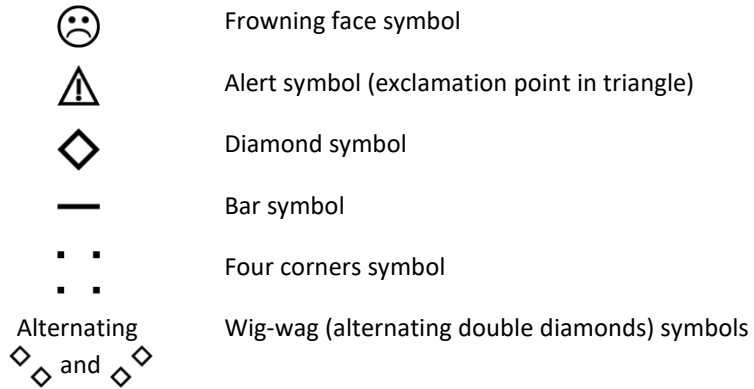 Frowning face symbol
Alert symbol (exclamation point in triangle)
Diamond symbol
Bar symbol
Four corners symbol
Alternating
Wig-wag (alternating double diamonds) symbols
and